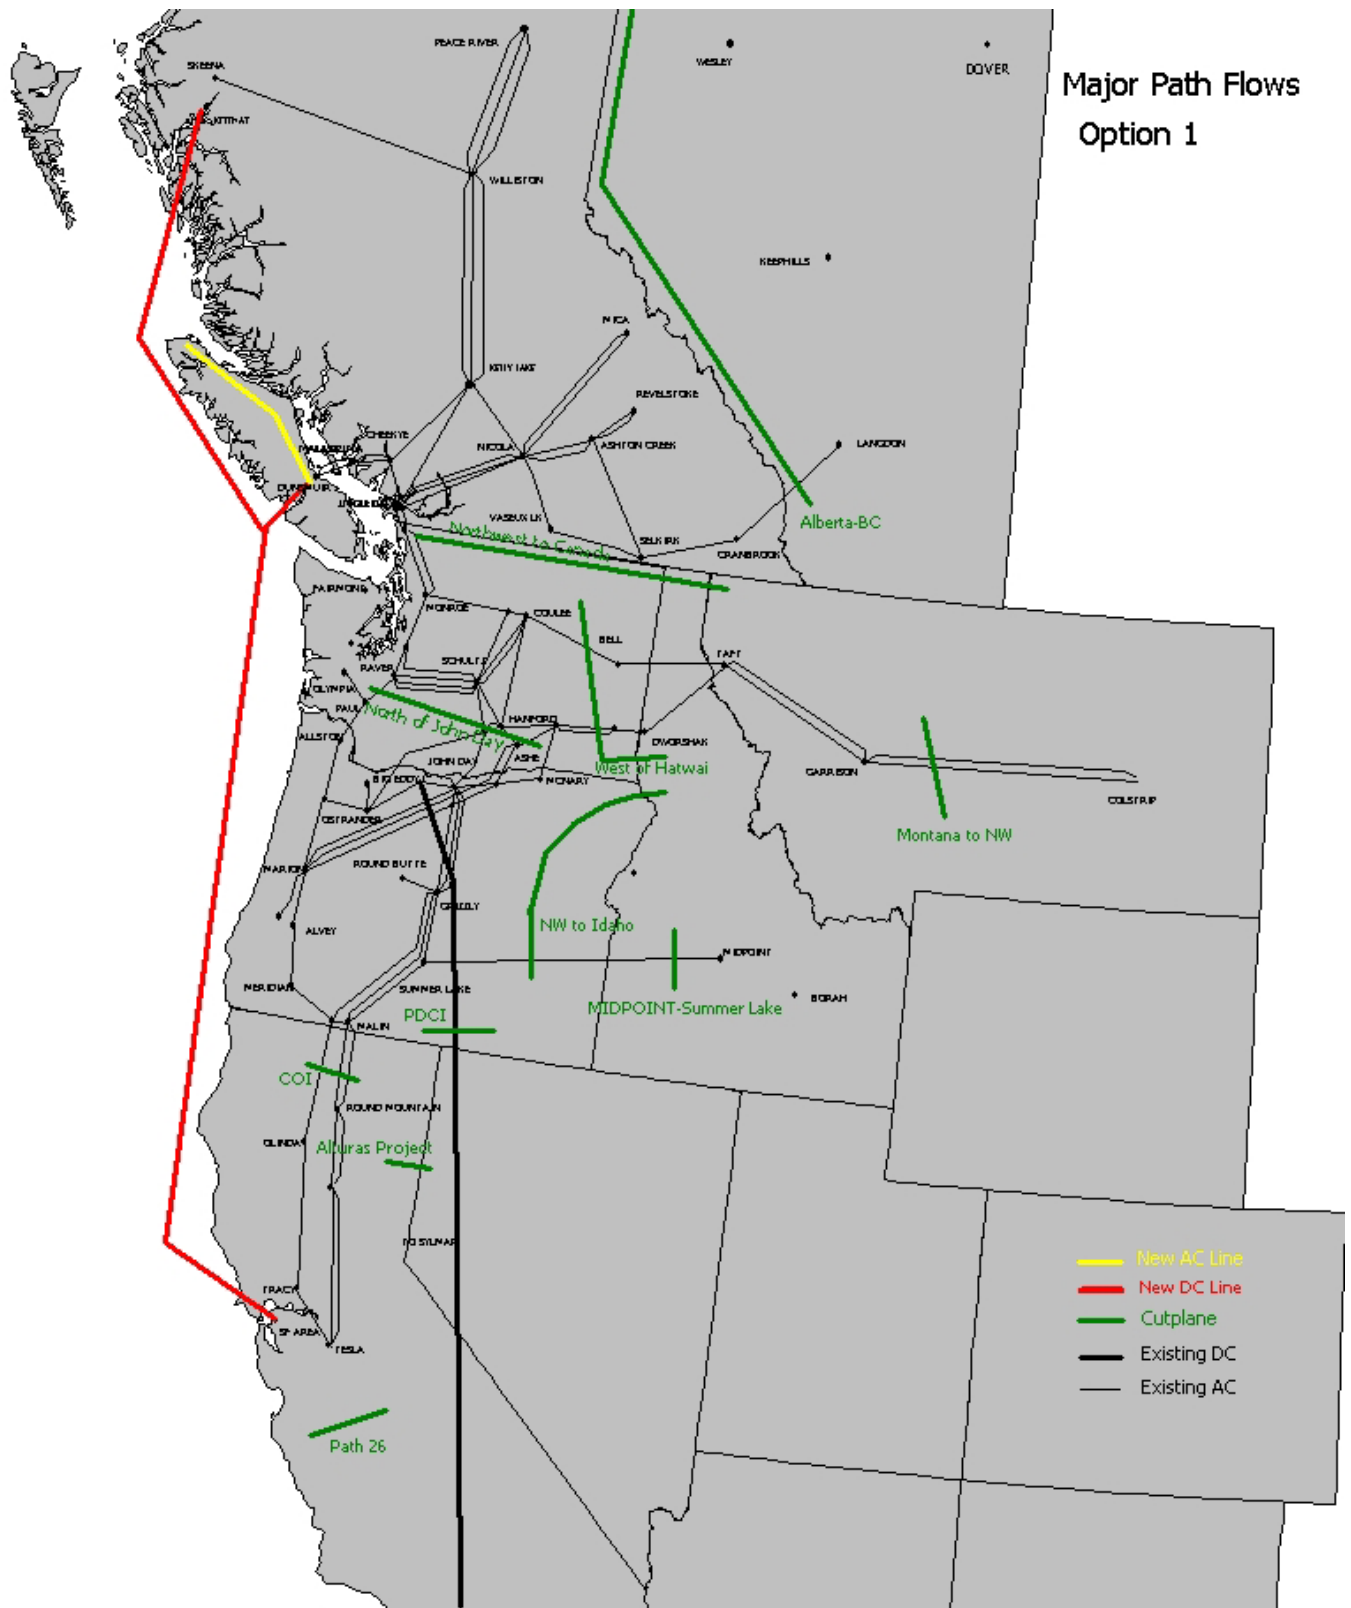 PEACE RIVER
WESLEY
DOVER
Major Path Flows
Option 1
SKEENA
WILLISTON
KEEPHILLS
MICA
KELLY LAKE
REVELSTOKE
CHEEKYE
NICOLA
ASHTON CREEK
LANGDON
VASEUX LK
Alberta-BC
Northwest to Canada
SELKIRK
CRANBROOK
FAIRMONT
MONROE
COULEE
BELL
TAFT
SCHULTZ
RAVER
OLYMPIA
PAUL
North of John Day
HANFORD
ALLSTON
DWORSHAK
JOHN DAY
ASHE
West of Hatwai
GARRISON
BIG EDDY
MCNARY
COLSTRIP
OSTRANDER
Montana to NW
MARION
ROUND BUTTE
GRIZZLY
NW to Idaho
ALVEY
MIDPOINT
MERIDIAN
SUMMER LAKE
BORAH
MIDPOINT-Summer Lake
PDCI
MALIN
COI
ROUND MOUNTAIN
OLINDA
Alturas Project
TO SYLMAR
New AC Line
New DC Line
Cutplane
Existing DC
Existing AC
TRACY
SF AREA
TESLA
Path 26